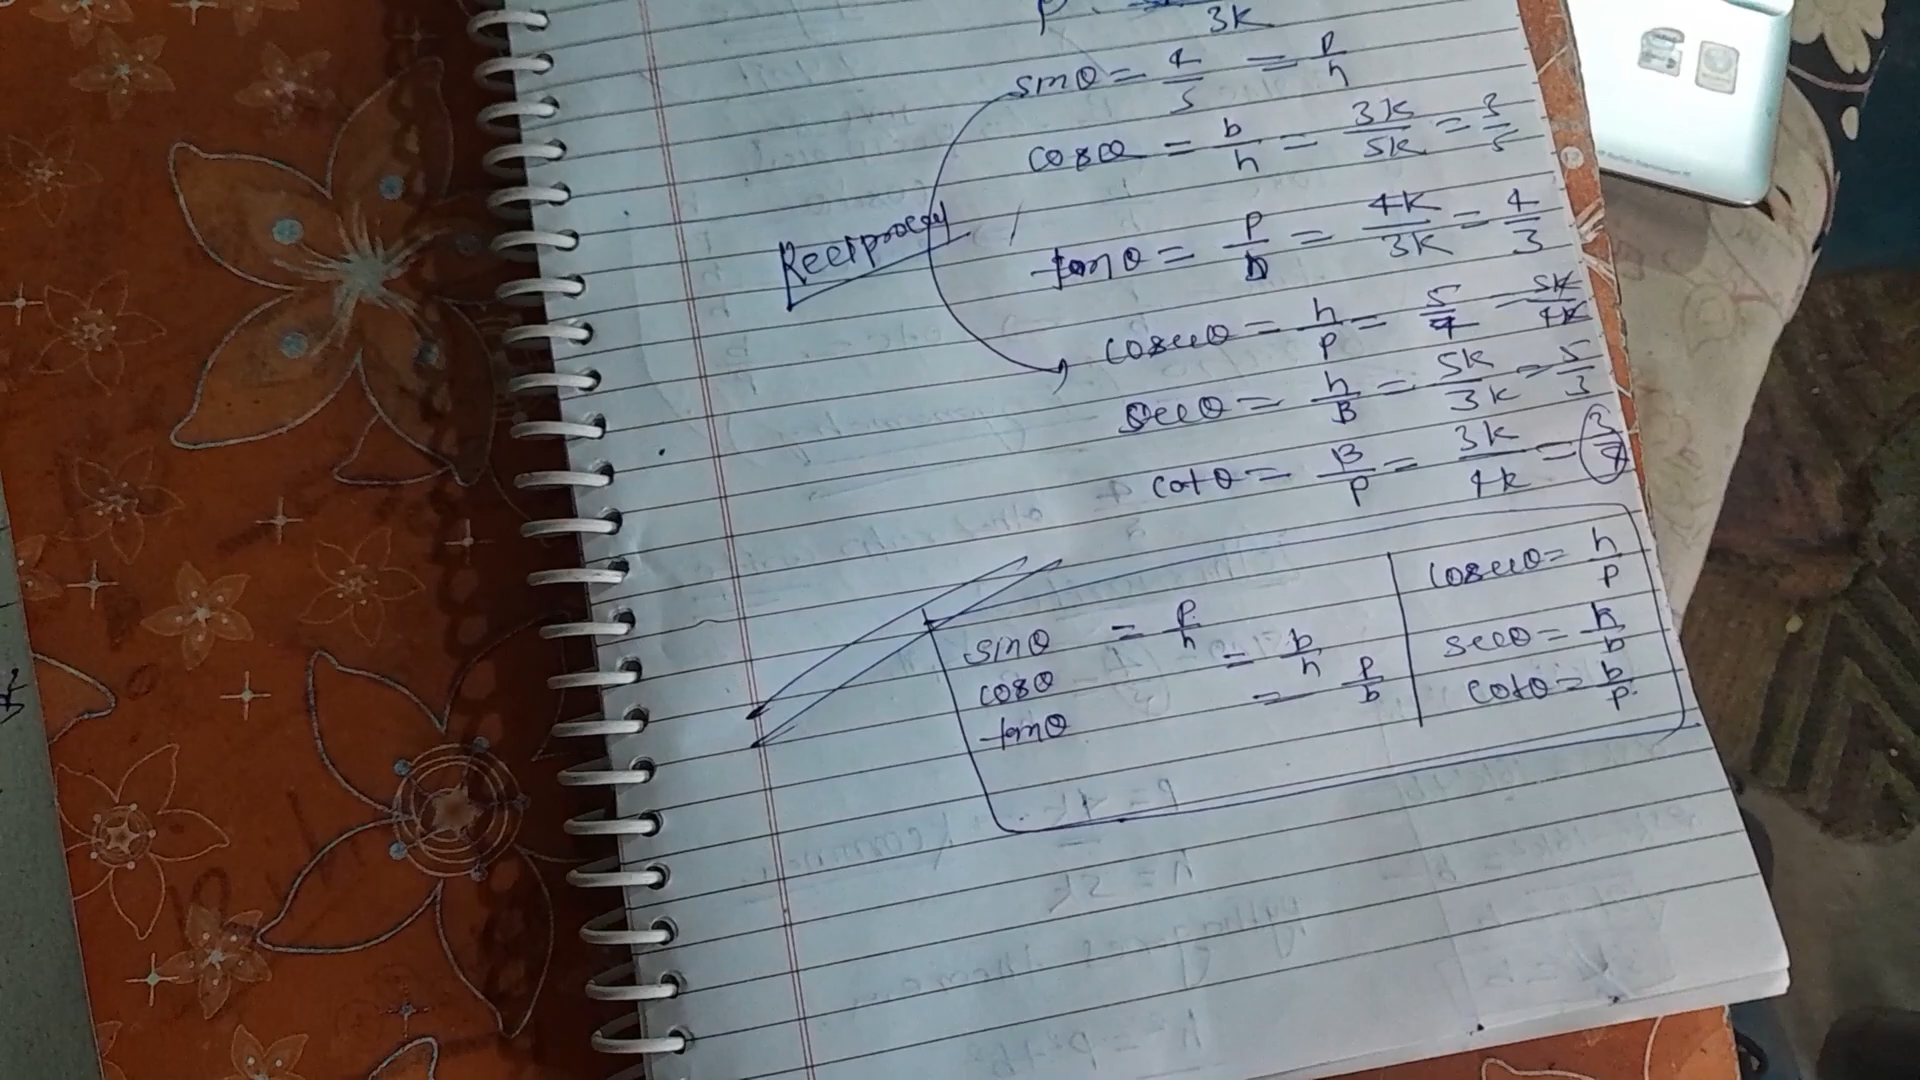 3k
sinθ = 4/5 = P/h
cosθ = b/h = 3k/5k = 3/5
Reciprocal
tanθ = P/b = 4k/3k = 4/3
cosecθ = h/P = 5/4 = 5k/4k
secθ = h/B = 5k/3k = 5/3
cotθ = B/P = 3k/4k = 3/4
sinθ = P/h
cosθ = b/h
tanθ = P/b
cosecθ = h/P
secθ = h/b
cotθ = b/P